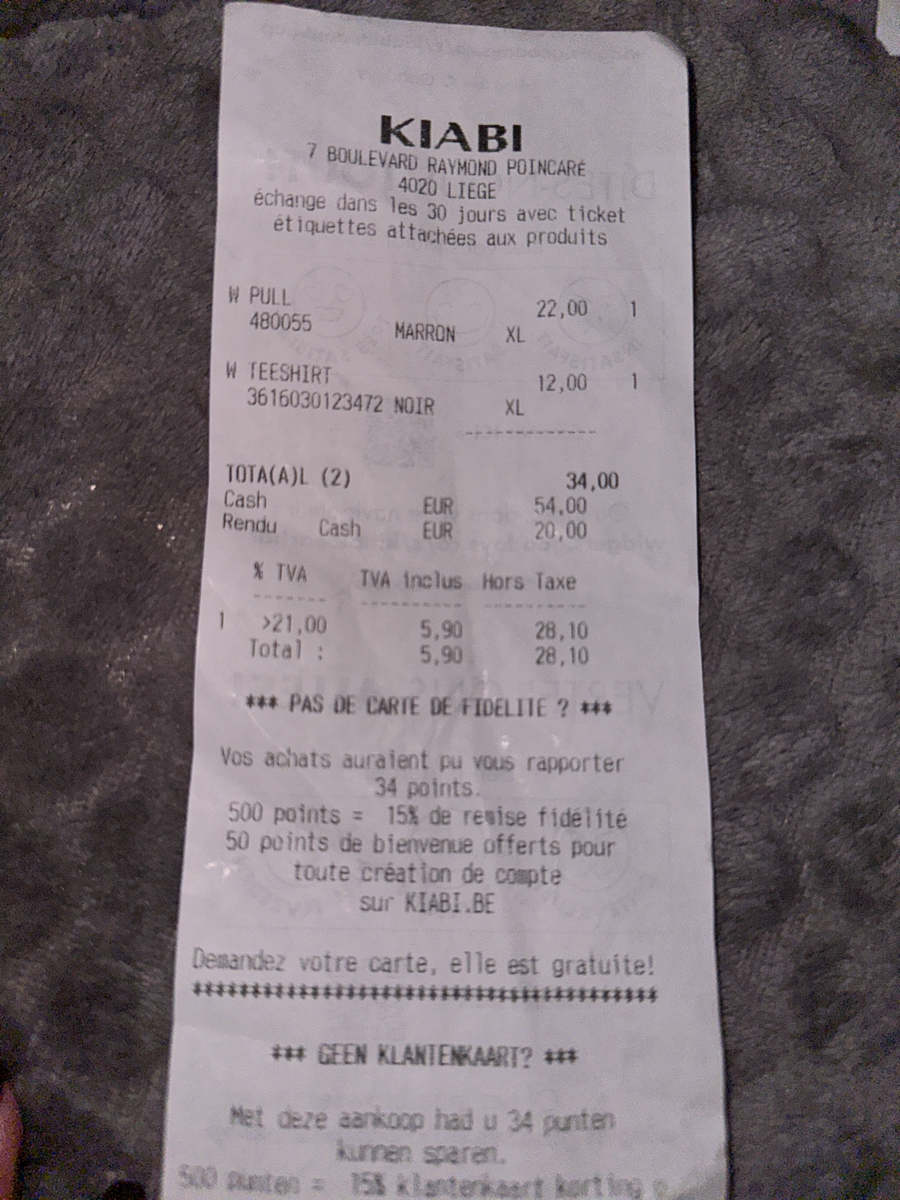 KIABI
7 BOULEVARD RAYMOND POINCARÉ
4020 LIEGE
échange dans les 30 jours avec ticket
étiquettes attachées aux produits
W PULL 22,00 1
480055 MARRON XL
W TEESHIRT 12,00 1
3616030123472 NOIR XL
------------
TOTA(A)L (2) 34,00
Cash EUR 54,00
Rendu Cash EUR 20,00
% TVA TVA inclus Hors Taxe
------- ---------- ----------
1 >21,00 5,90 28,10
Total : 5,90 28,10
*** PAS DE CARTE DE FIDELITE ? ***
Vos achats auraient pu vous rapporter
34 points.
500 points = 15% de remise fidélité
50 points de bienvenue offerts pour
toute création de compte
sur KIABI.BE
Demandez votre carte, elle est gratuite!
****************************************
*** GEEN KLANTENKAART? ***
Met deze aankoop had u 34 punten
kunnen sparen.
500 punten = 15% klantenkaart korting